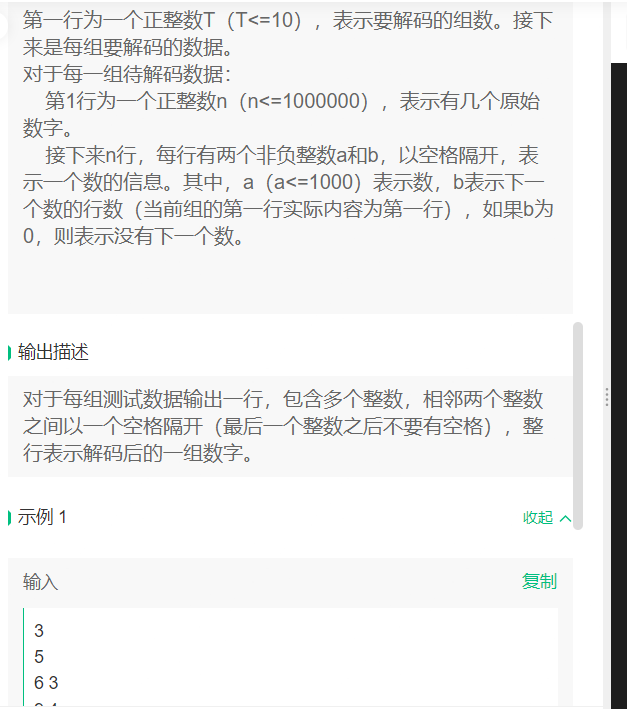 第一行为一个正整数T（T<=10），表示要解码的组数。接下
来是每组要解码的数据。
对于每一组待解码数据：
第1行为一个正整数n（n<=1000000），表示有几个原始
数字。
接下来n行，每行有两个非负整数a和b，以空格隔开，表
示一个数的信息。其中，a（a<=1000）表示数，b表示下一
个数的行数（当前组的第一行实际内容为第一行），如果b为
0，则表示没有下一个数。
输出描述
对于每组测试数据输出一行，包含多个整数，相邻两个整数
之间以一个空格隔开（最后一个整数之后不要有空格），整
行表示解码后的一组数字。
示例 1
收起
输入
复制
3
5
6 3